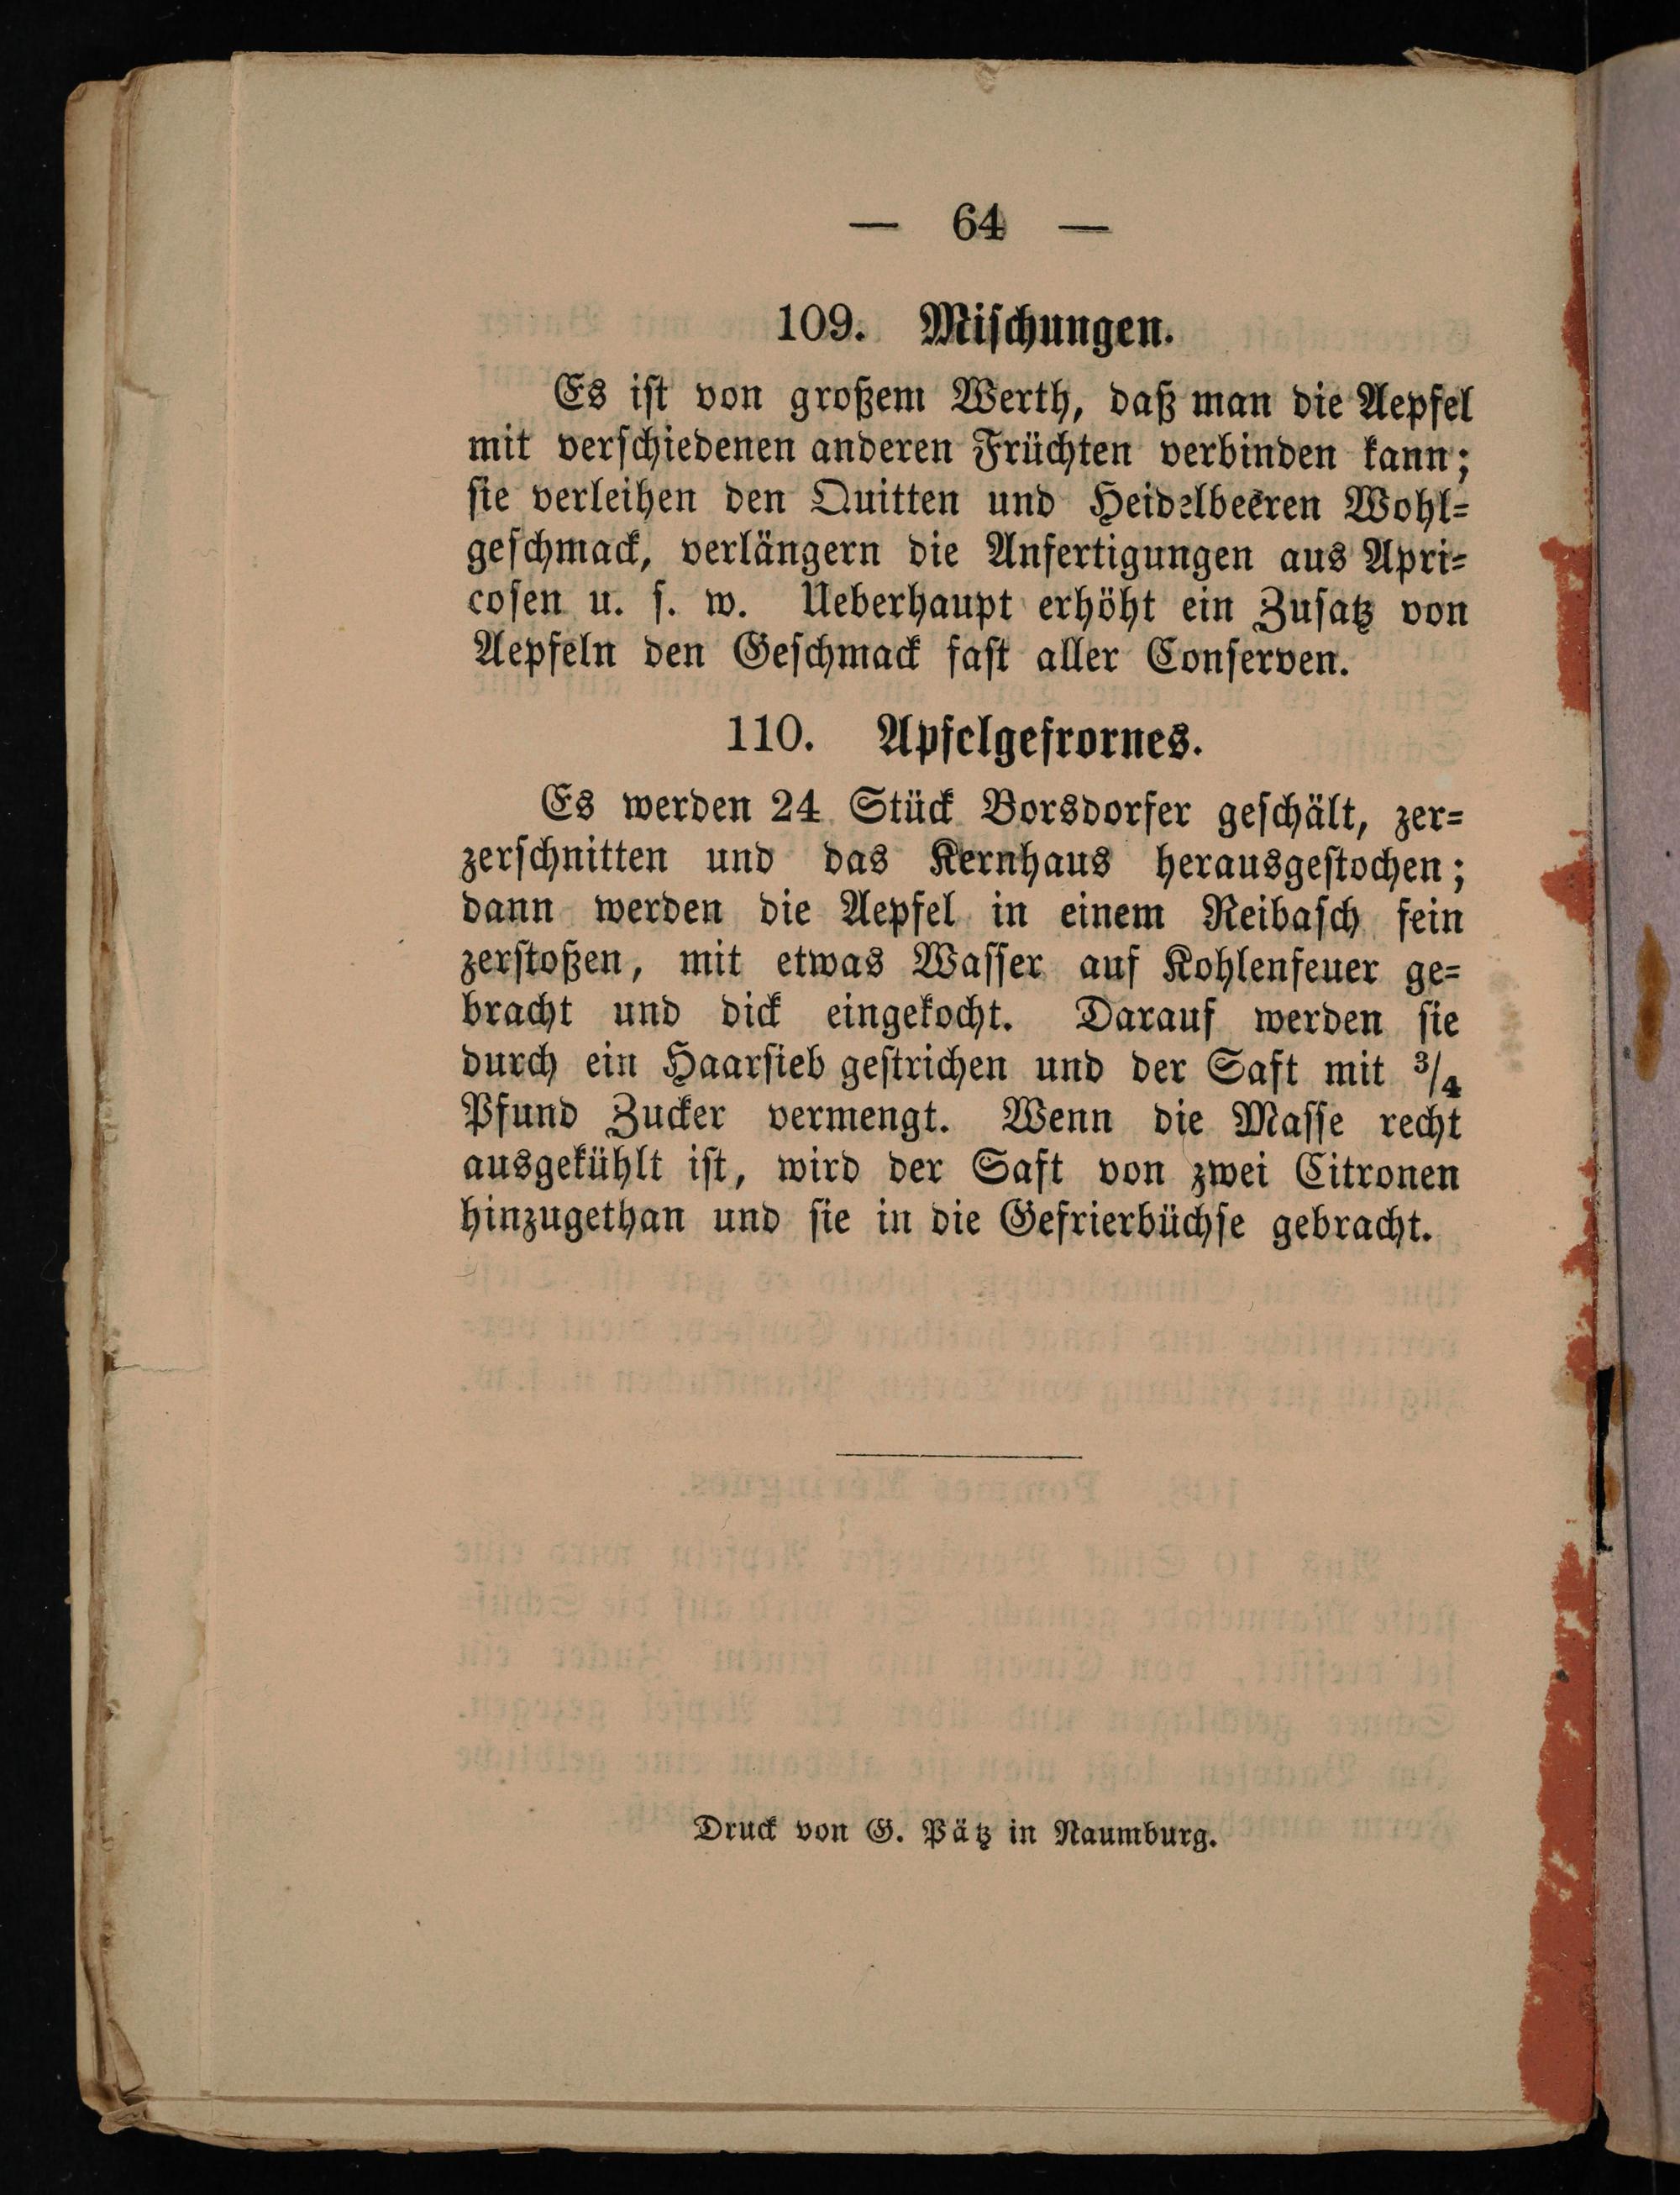 — 64 —
109. Mischungen.
Es ist von großem Werth, daß man die Aepfel
mit verschiedenen anderen Früchten verbinden kann;
sie verleihen den Quitten und Heidelbeeren Wohl-
geschmack, verlängern die Anfertigungen aus Apri-
cosen u. s. w. Ueberhaupt erhöht ein Zusatz von
Aepfeln den Geschmack fast aller Conserven.
110. Apfelgefrornes.
Es werden 24 Stück Borsdorfer geschält, zer-
zerschnitten und das Kernhaus herausgestochen;
dann werden die Aepfel in einem Reibasch fein
zerstoßen, mit etwas Wasser auf Kohlenfeuer ge-
bracht und dick eingekocht. Darauf werden sie
durch ein Haarsieb gestrichen und der Saft mit 3/4
Pfund Zucker vermengt. Wenn die Masse recht
ausgekühlt ist, wird der Saft von zwei Citronen
hinzugethan und sie in die Gefrierbüchse gebracht.
Druck von G. Pätz in Naumburg.